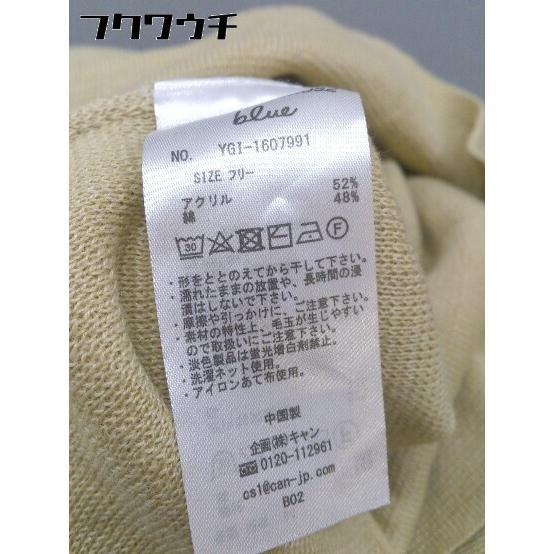 フクワウチ
blue
NO. YGI-1607991
SIZE フリー
アクリル 52%
綿 48%
30 F
・形をととのえてから干して下さい。
・濡れたままの放置や、長時間の浸
漬はしないで下さい。
・摩擦や引っかけに、ご注意下さい。
・素材の特性上、毛玉が生じやすい
ので取扱いにご注意下さい。
・淡色製品は蛍光増白剤禁止。
・洗濯ネット使用。
・アイロンあて布使用。
中国製
企画(株)キャン
☎0120-112961
cs1@can-jp.com
B02